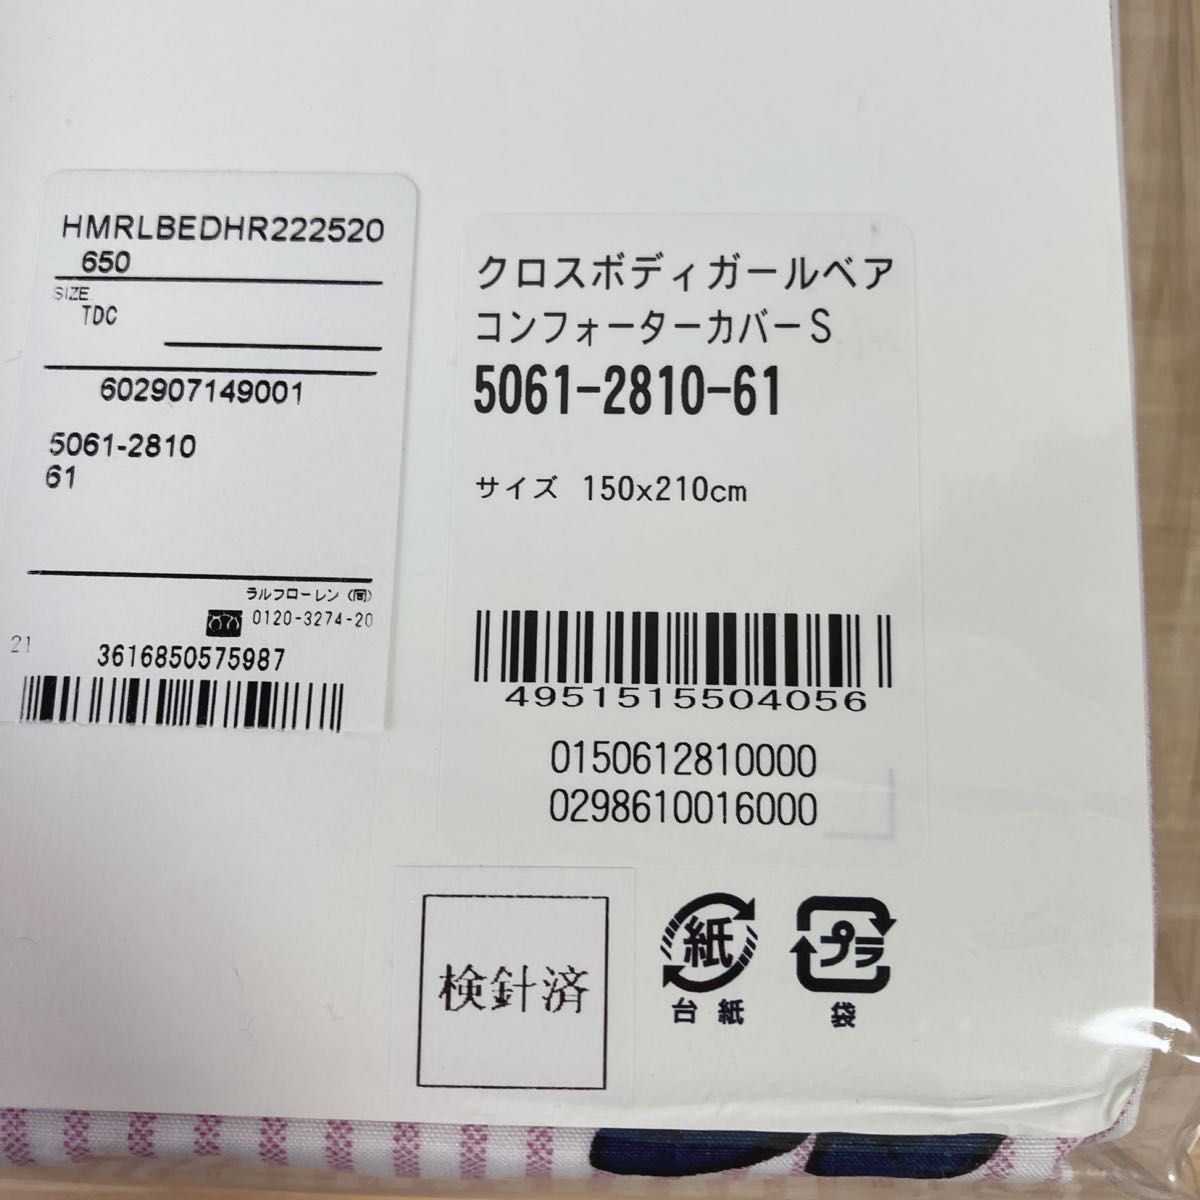 HMRLBEDHR222520
650
SIZE
TDC
602907149001
5061-2810
61
ラルフローレン(同)
0120-3274-20
21
3616850575987
クロスボディガールベア
コンフォーターカバーS
5061-2810-61
サイズ 150x210cm
4951515504056
0150612810000
0298610016000
検針済
紙
台紙
プラ
袋